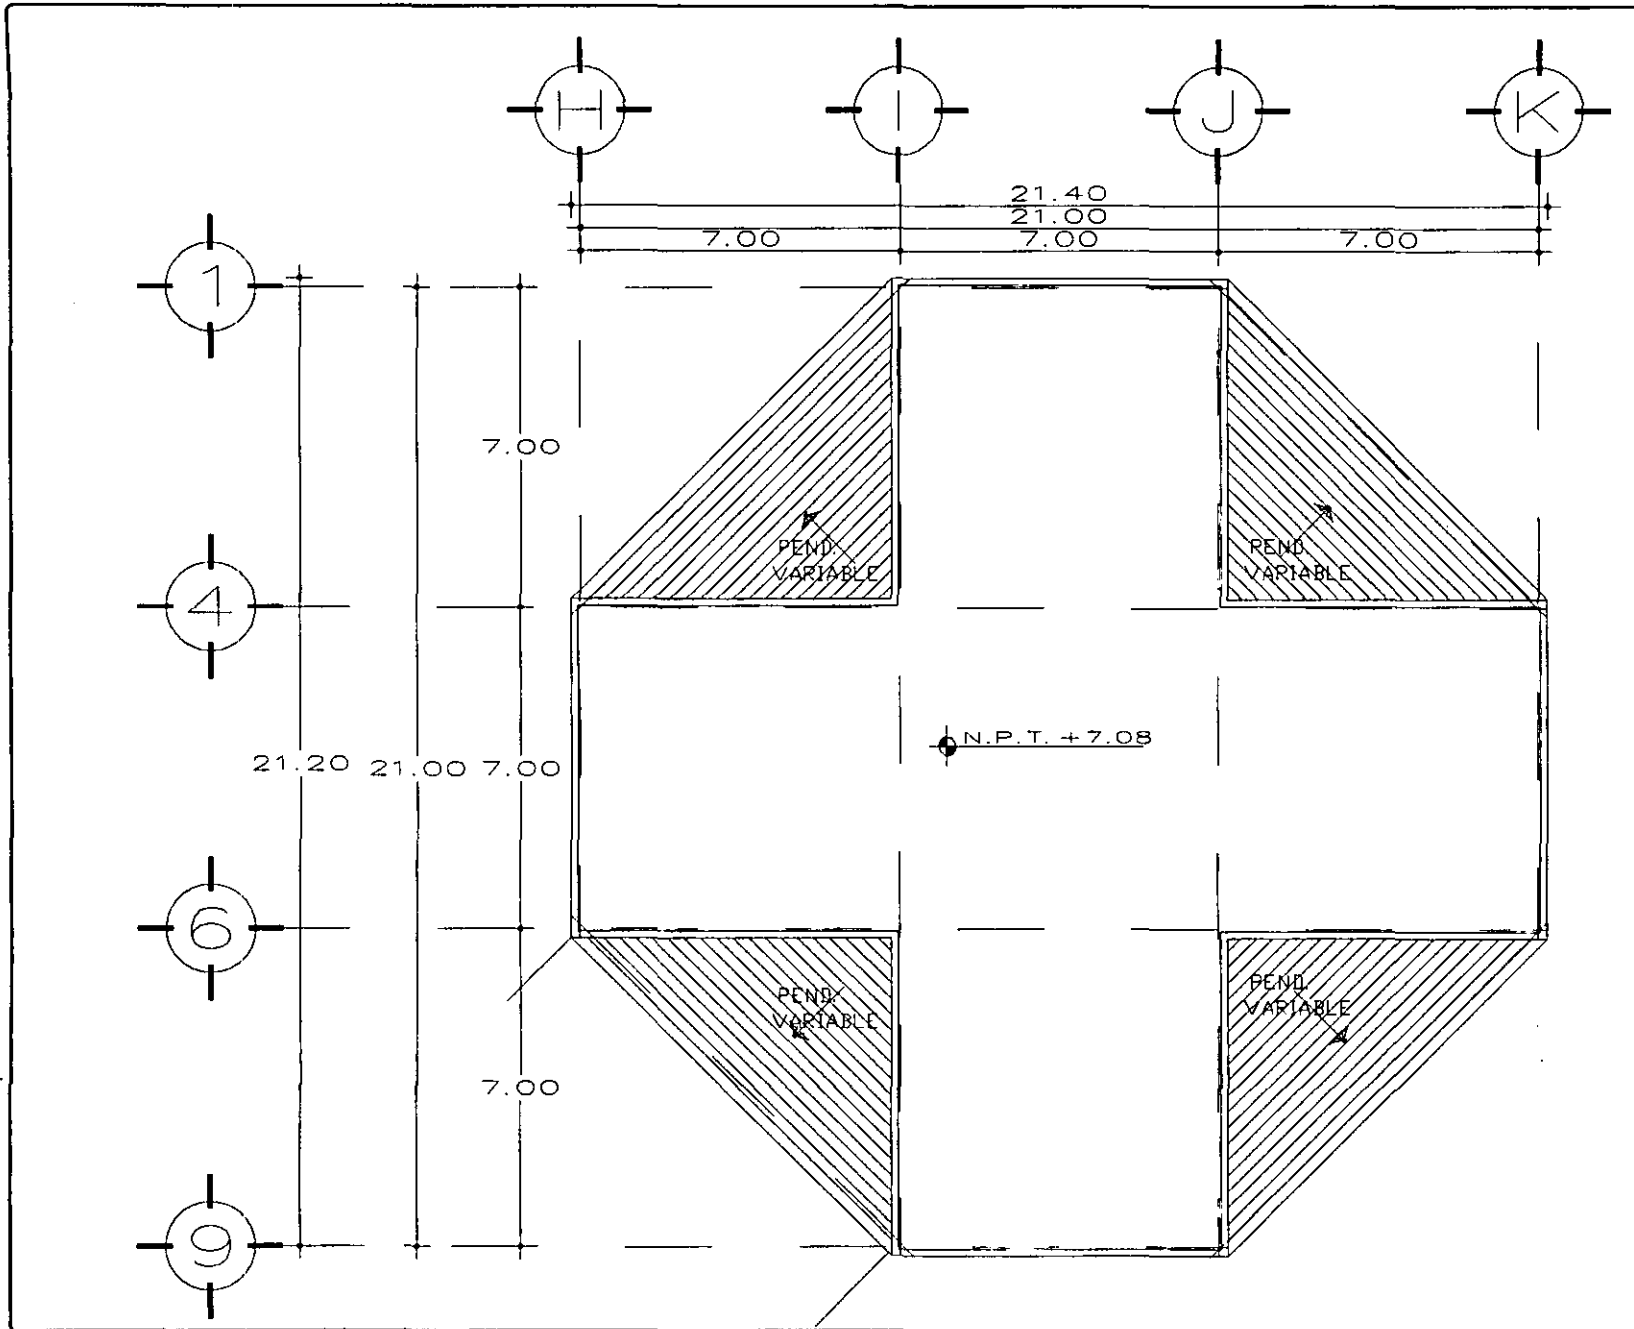 H I J K
21.40
21.00
7.00 7.00 7.00
1
7.00
PEND. VARIABLE
PEND. VARIABLE
4
N.P.T. +7.08
21.20 21.00 7.00
6
PEND. VARIABLE
PEND. VARIABLE
7.00
9